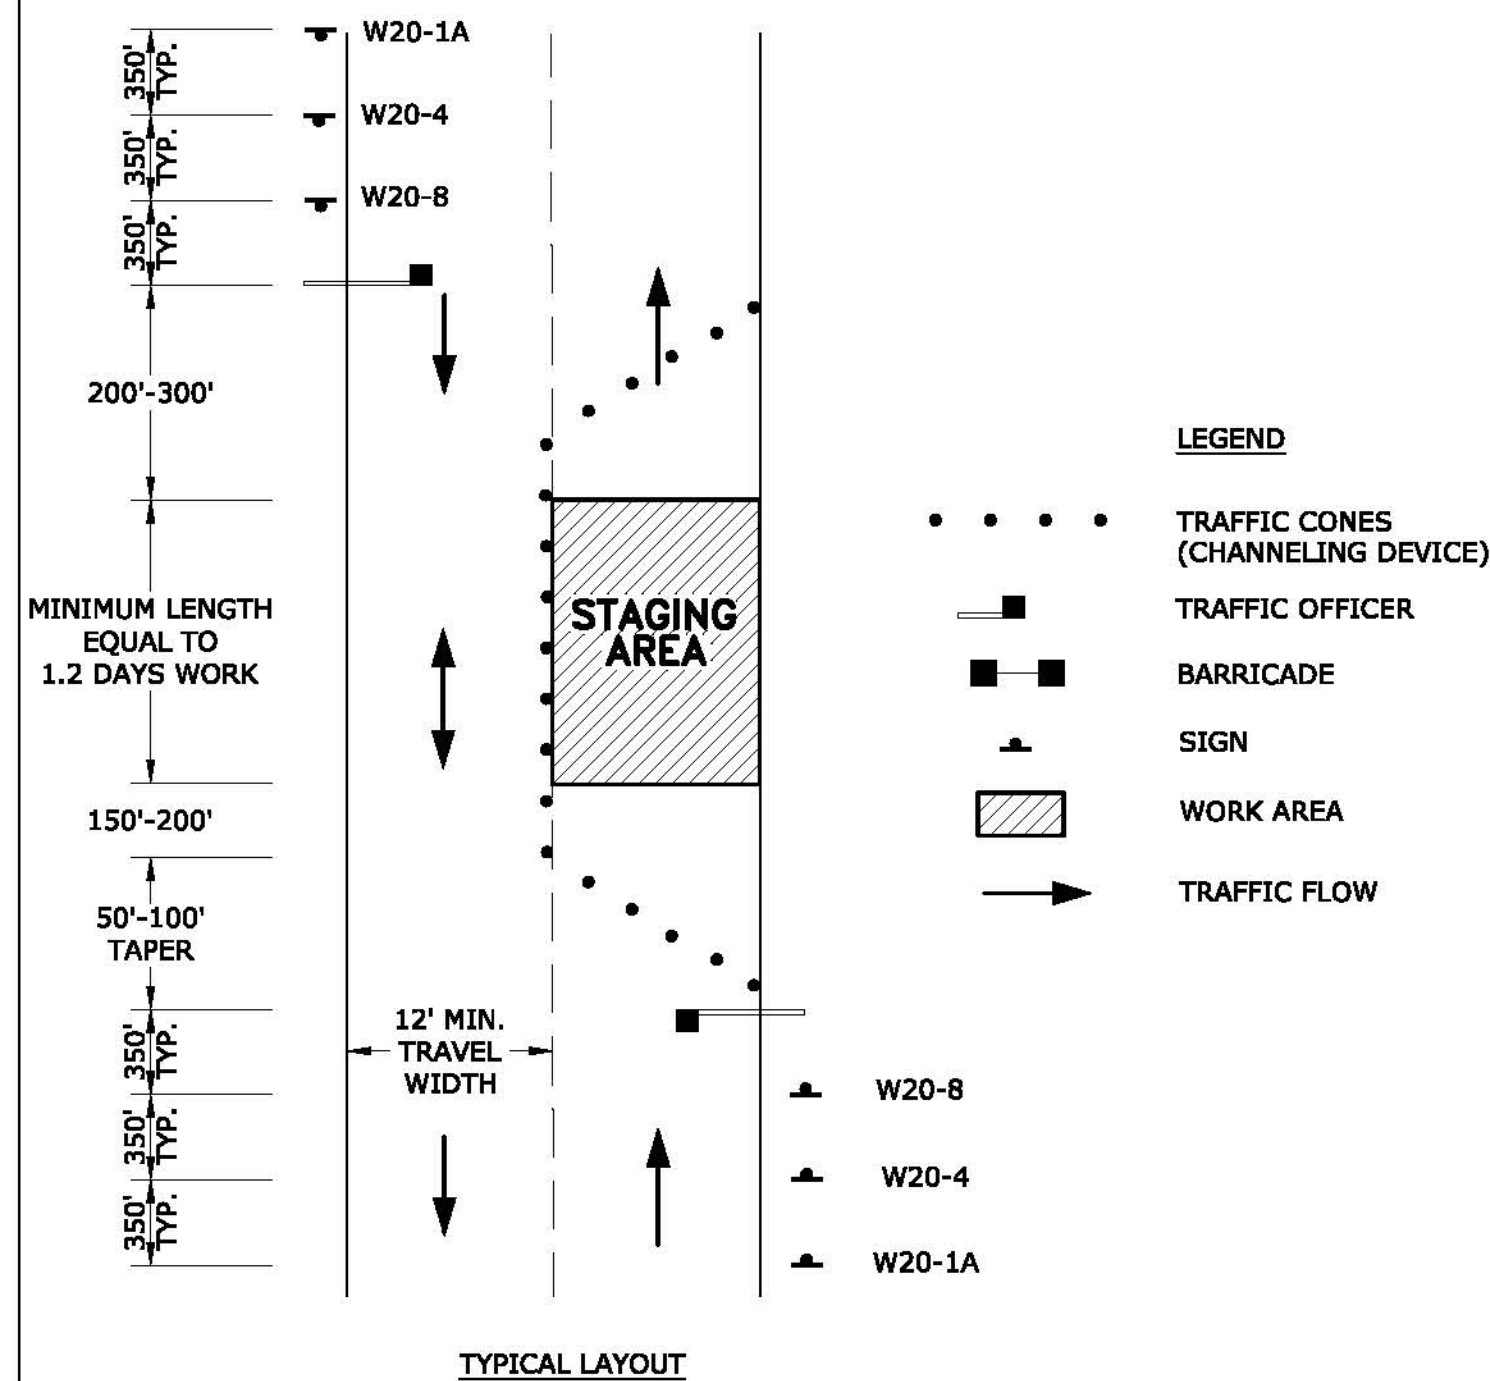 W20-1A
350'
TYP.
W20-4
350'
TYP.
W20-8
350'
TYP.
200'-300'
MINIMUM LENGTH
EQUAL TO
1.2 DAYS WORK
STAGING
AREA
150'-200'
50'-100'
TAPER
12' MIN.
TRAVEL
WIDTH
350'
TYP.
W20-8
350'
TYP.
W20-4
350'
TYP.
W20-1A
LEGEND
TRAFFIC CONES
(CHANNELING DEVICE)
TRAFFIC OFFICER
BARRICADE
SIGN
WORK AREA
TRAFFIC FLOW
TYPICAL LAYOUT